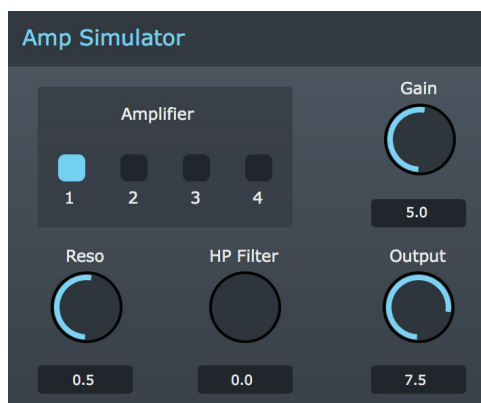 Amp Simulator
Gain
Amplifier
1 2 3 4
5.0
Reso HP Filter Output
0.5 0.0 7.5